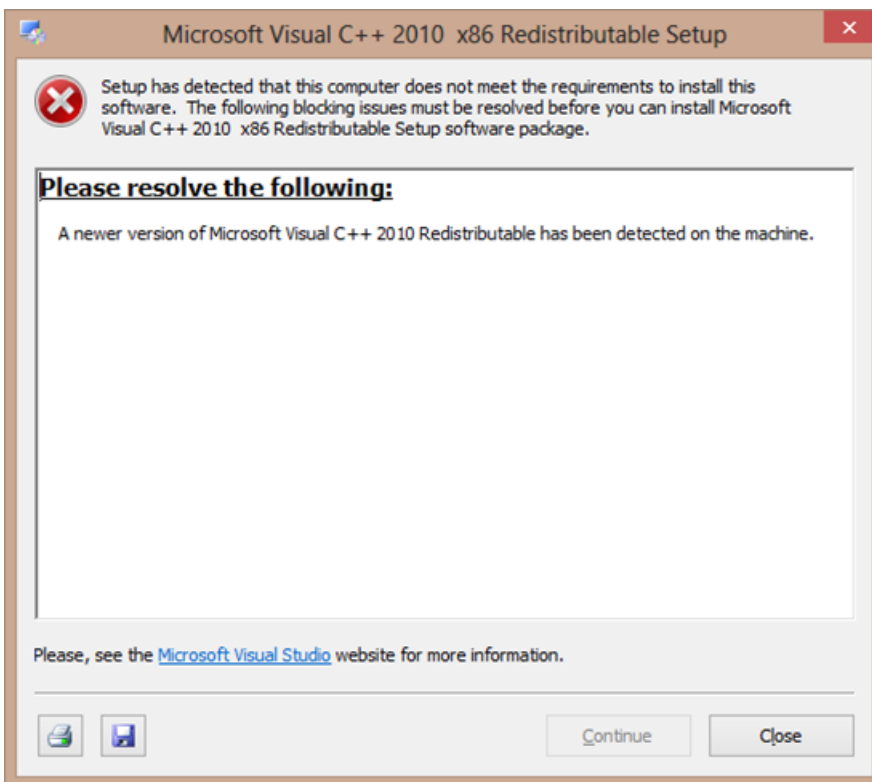 Microsoft Visual C++ 2010  x86 Redistributable Setup
Setup has detected that this computer does not meet the requirements to install this
software.  The following blocking issues must be resolved before you can install Microsoft
Visual C++ 2010  x86 Redistributable Setup software package.
Please resolve the following:
A newer version of Microsoft Visual C++ 2010 Redistributable has been detected on the machine.
Please, see the Microsoft Visual Studio website for more information.
Continue
Close